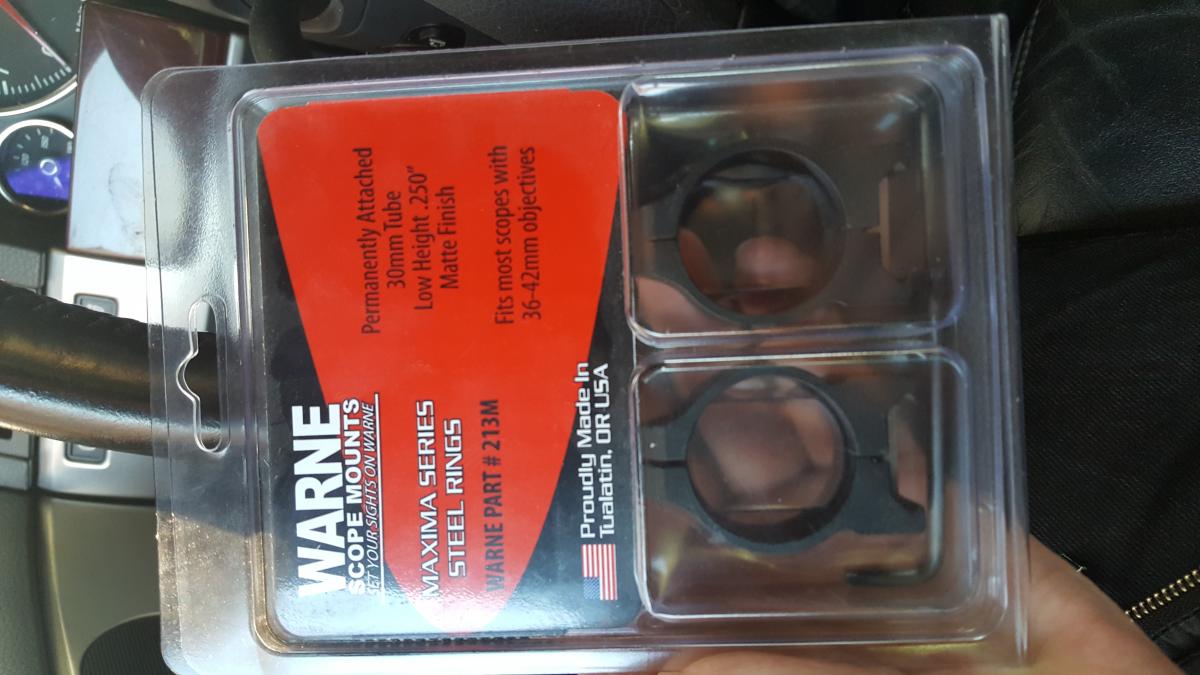 WARNE
SCOPE MOUNTS
SET YOUR SIGHTS ON WARNE
Permanently Attached
30mm Tube
Low Height .250"
Matte Finish
MAXIMA SERIES
STEEL RINGS
WARNE PART # 213M
Fits most scopes with
36-42mm objectives
Proudly Made In
Tualatin, OR USA